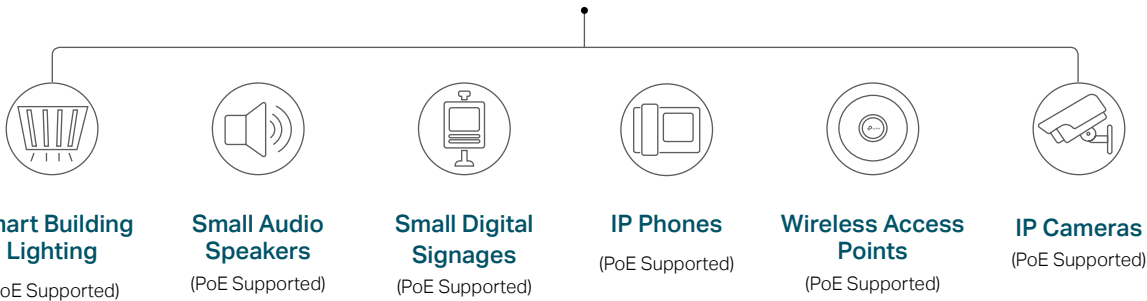 mart Building
Lighting
oE Supported)
Small Audio
Speakers
(PoE Supported)
Small Digital
Signages
(PoE Supported)
IP Phones
(PoE Supported)
Wireless Access
Points
(PoE Supported)
IP Cameras
(PoE Supported)